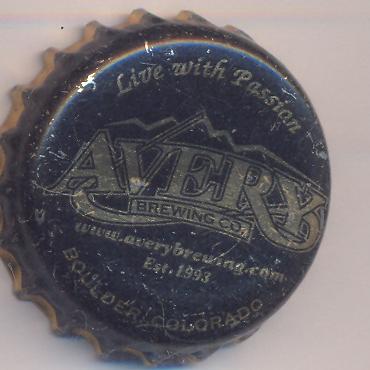 Live with Passion
AVERY
BREWING CO.
www.averybrewing.com
Est. 1993
BOULDER, COLORADO